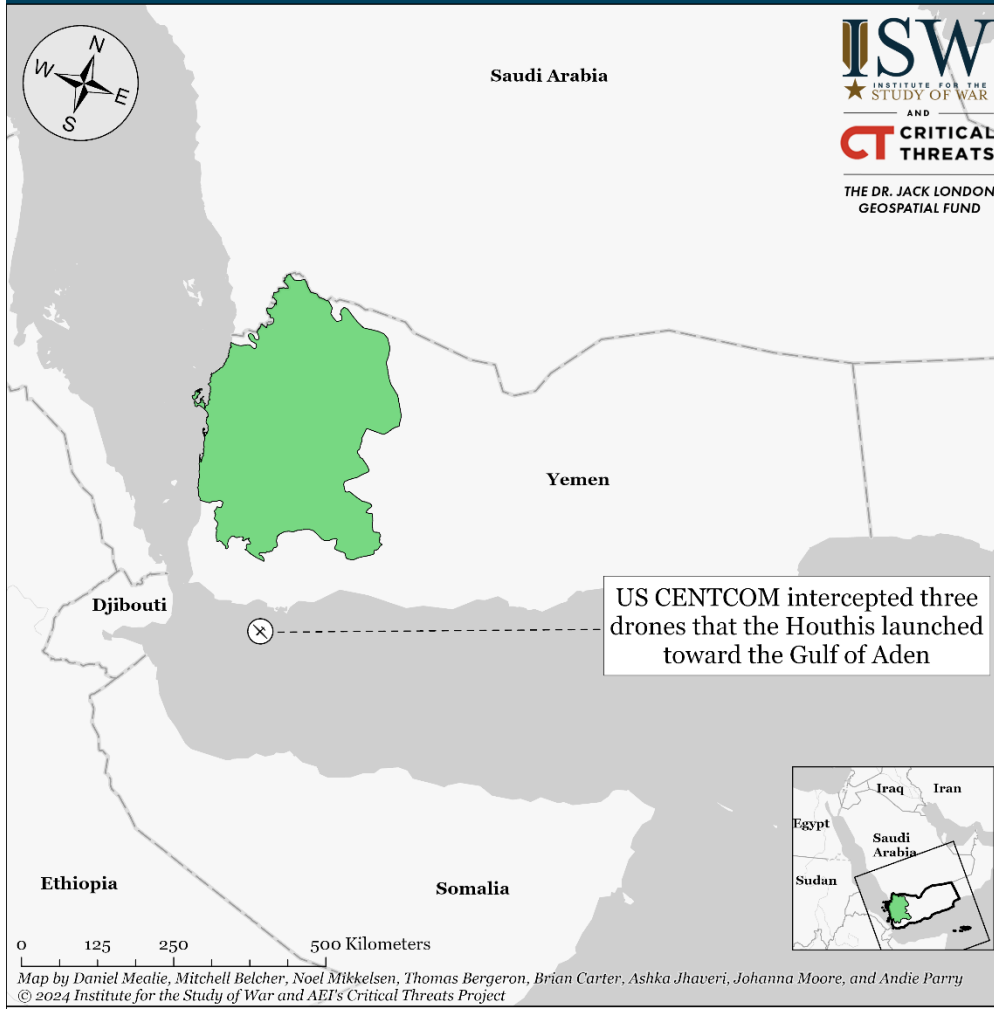 N
W
E
S
Saudi Arabia
ISW
INSTITUTE FOR THE
STUDY OF WAR
AND
CT CRITICAL
THREATS
THE DR. JACK LONDON
GEOSPATIAL FUND
Yemen
Djibouti
US CENTCOM intercepted three
drones that the Houthis launched
toward the Gulf of Aden
Ethiopia
Somalia
Iraq
Iran
Egypt
Saudi
Arabia
Sudan
0 125 250 500 Kilometers
Map by Daniel Mealie, Mitchell Belcher, Noel Mikkelsen, Thomas Bergeron, Brian Carter, Ashka Jhaveri, Johanna Moore, and Andie Parry
© 2024 Institute for the Study of War and AEI's Critical Threats Project